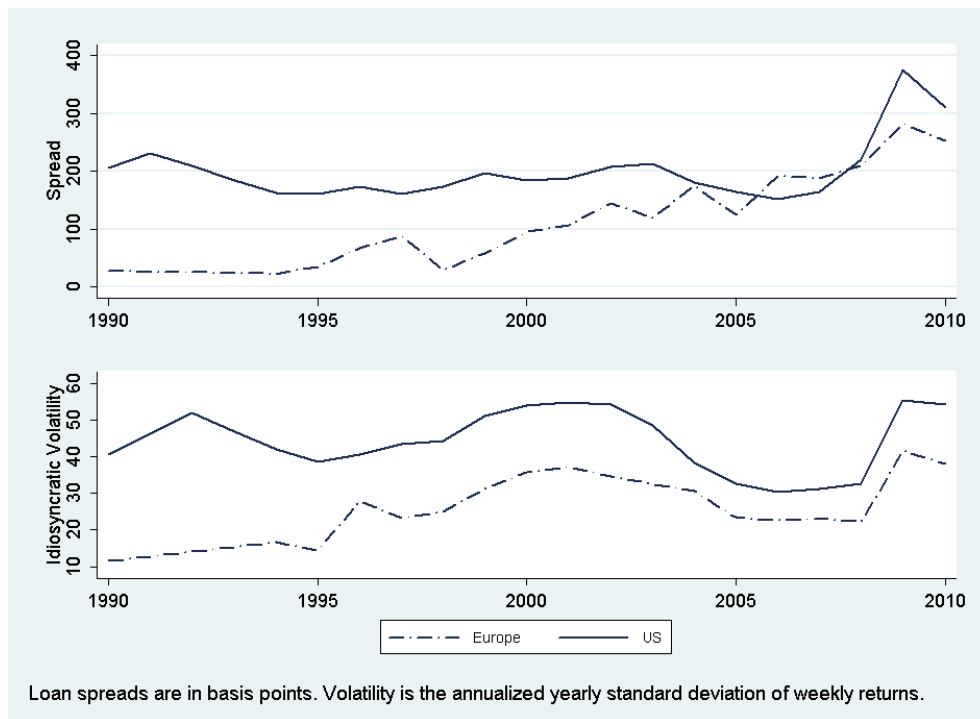 400
300
200
100
0
Spread
1990 1995 2000 2005 2010
60
50
40
30
20
10
Idiosyncratic Volatility
1990 1995 2000 2005 2010
Europe US
Loan spreads are in basis points. Volatility is the annualized yearly standard deviation of weekly returns.